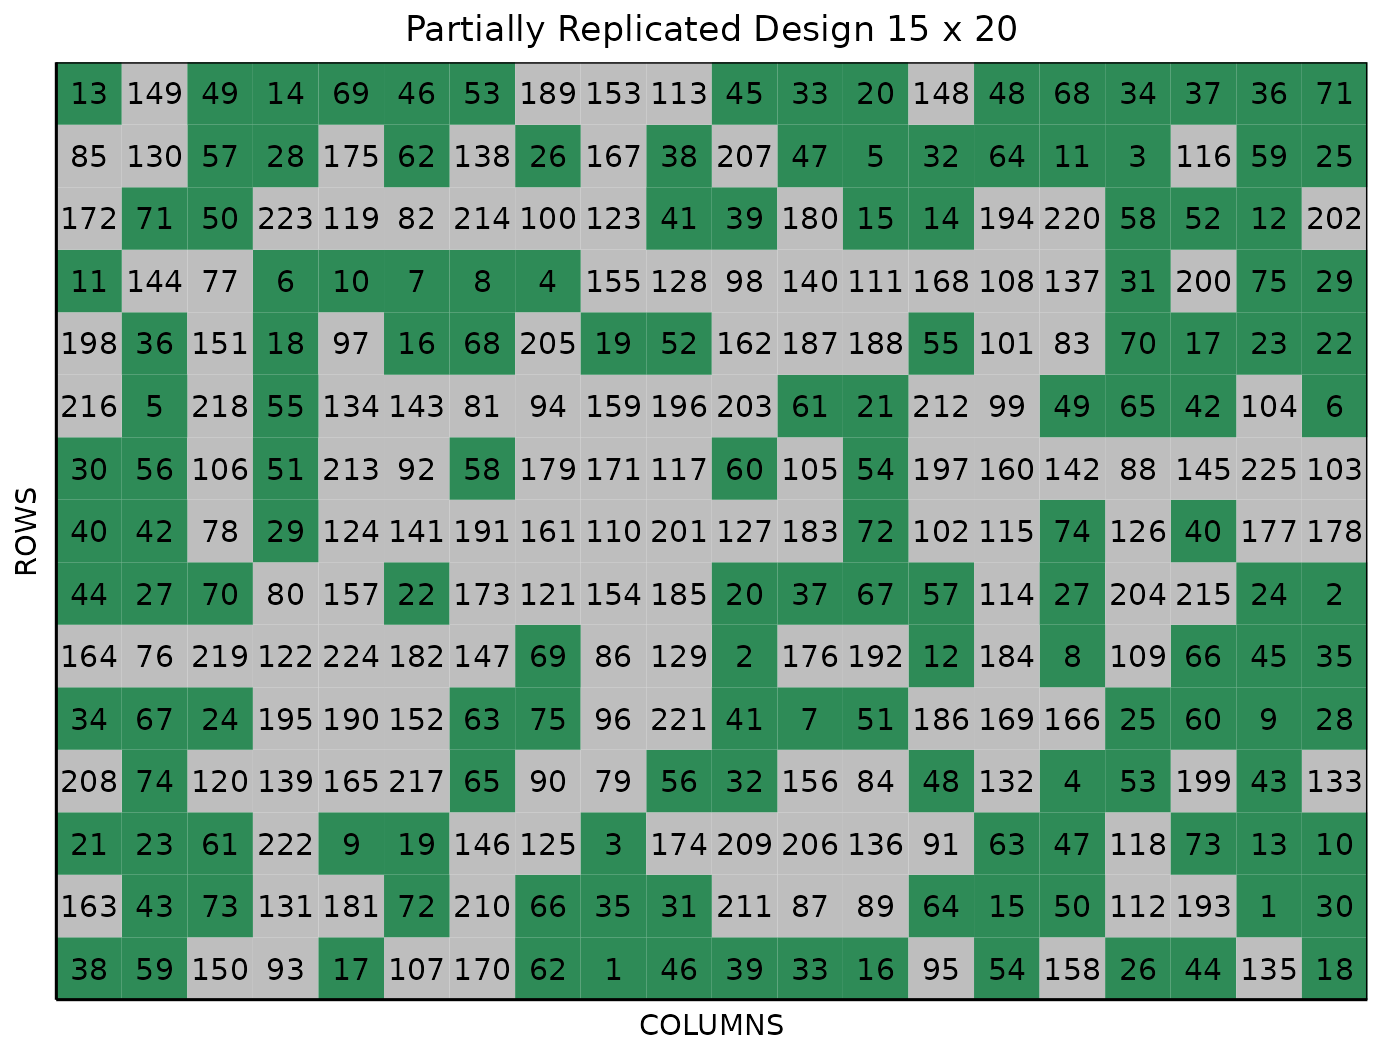 Partially Replicated Design 15 x 20
13 149 49 14 69 46 53 189 153 113 45 33 20 148 48 68 34 37 36 71
85 130 57 28 175 62 138 26 167 38 207 47 5 32 64 11 3 116 59 25
172 71 50 223 119 82 214 100 123 41 39 180 15 14 194 220 58 52 12 202
11 144 77 6 10 7 8 4 155 128 98 140 111 168 108 137 31 200 75 29
198 36 151 18 97 16 68 205 19 52 162 187 188 55 101 83 70 17 23 22
216 5 218 55 134 143 81 94 159 196 203 61 21 212 99 49 65 42 104 6
30 56 106 51 213 92 58 179 171 117 60 105 54 197 160 142 88 145 225 103
40 42 78 29 124 141 191 161 110 201 127 183 72 102 115 74 126 40 177 178
44 27 70 80 157 22 173 121 154 185 20 37 67 57 114 27 204 215 24 2
164 76 219 122 224 182 147 69 86 129 2 176 192 12 184 8 109 66 45 35
34 67 24 195 190 152 63 75 96 221 41 7 51 186 169 166 25 60 9 28
208 74 120 139 165 217 65 90 79 56 32 156 84 48 132 4 53 199 43 133
21 23 61 222 9 19 146 125 3 174 209 206 136 91 63 47 118 73 13 10
163 43 73 131 181 72 210 66 35 31 211 87 89 64 15 50 112 193 1 30
38 59 150 93 17 107 170 62 1 46 39 33 16 95 54 158 26 44 135 18
ROWS
COLUMNS